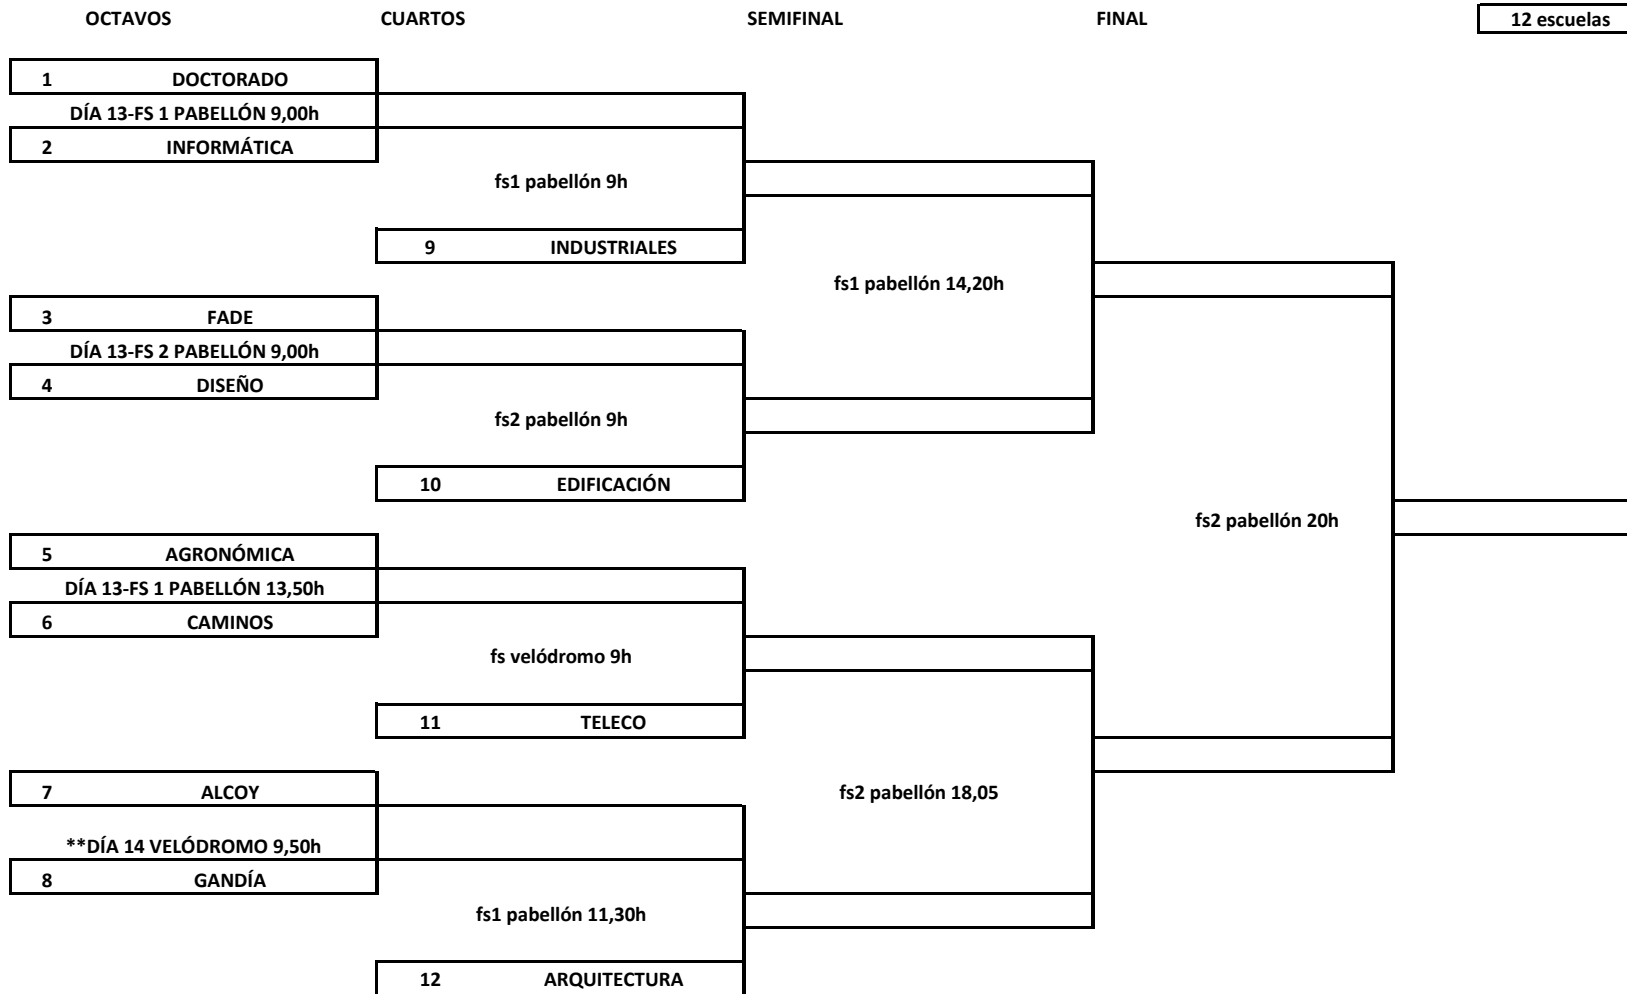 OCTAVOS CUARTOS SEMIFINAL FINAL 12 escuelas
1 DOCTORADO
DÍA 13-FS 1 PABELLÓN 9,00h
2 INFORMÁTICA
fs1 pabellón 9h
9 INDUSTRIALES
fs1 pabellón 14,20h
3 FADE
DÍA 13-FS 2 PABELLÓN 9,00h
4 DISEÑO
fs2 pabellón 9h
10 EDIFICACIÓN
fs2 pabellón 20h
5 AGRONÓMICA
DÍA 13-FS 1 PABELLÓN 13,50h
6 CAMINOS
fs velódromo 9h
11 TELECO
7 ALCOY
fs2 pabellón 18,05
**DÍA 14 VELÓDROMO 9,50h
8 GANDÍA
fs1 pabellón 11,30h
12 ARQUITECTURA